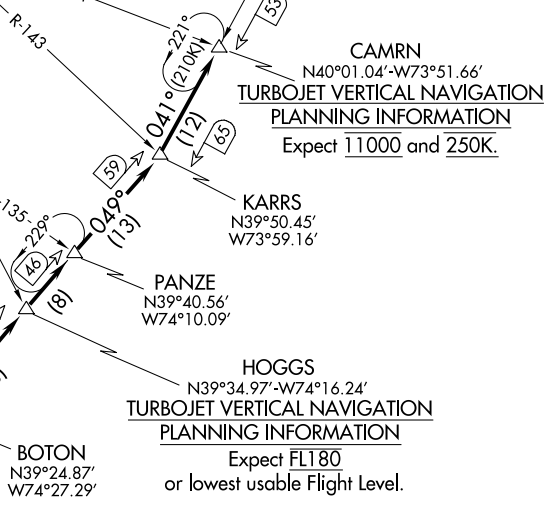 R-143
221°
(210K)
53
CAMRN
N40°01.04'-W73°51.66'
TURBOJET VERTICAL NAVIGATION
PLANNING INFORMATION
Expect 11000 and 250K.
041°
(12)
65
59
KARRS
N39°50.45'
W73°59.16'
049°
(13)
-135-
229°
46
(8)
PANZE
N39°40.56'
W74°10.09'
HOGGS
N39°34.97'-W74°16.24'
TURBOJET VERTICAL NAVIGATION
PLANNING INFORMATION
Expect FL180
or lowest usable Flight Level.
BOTON
N39°24.87'
W74°27.29'